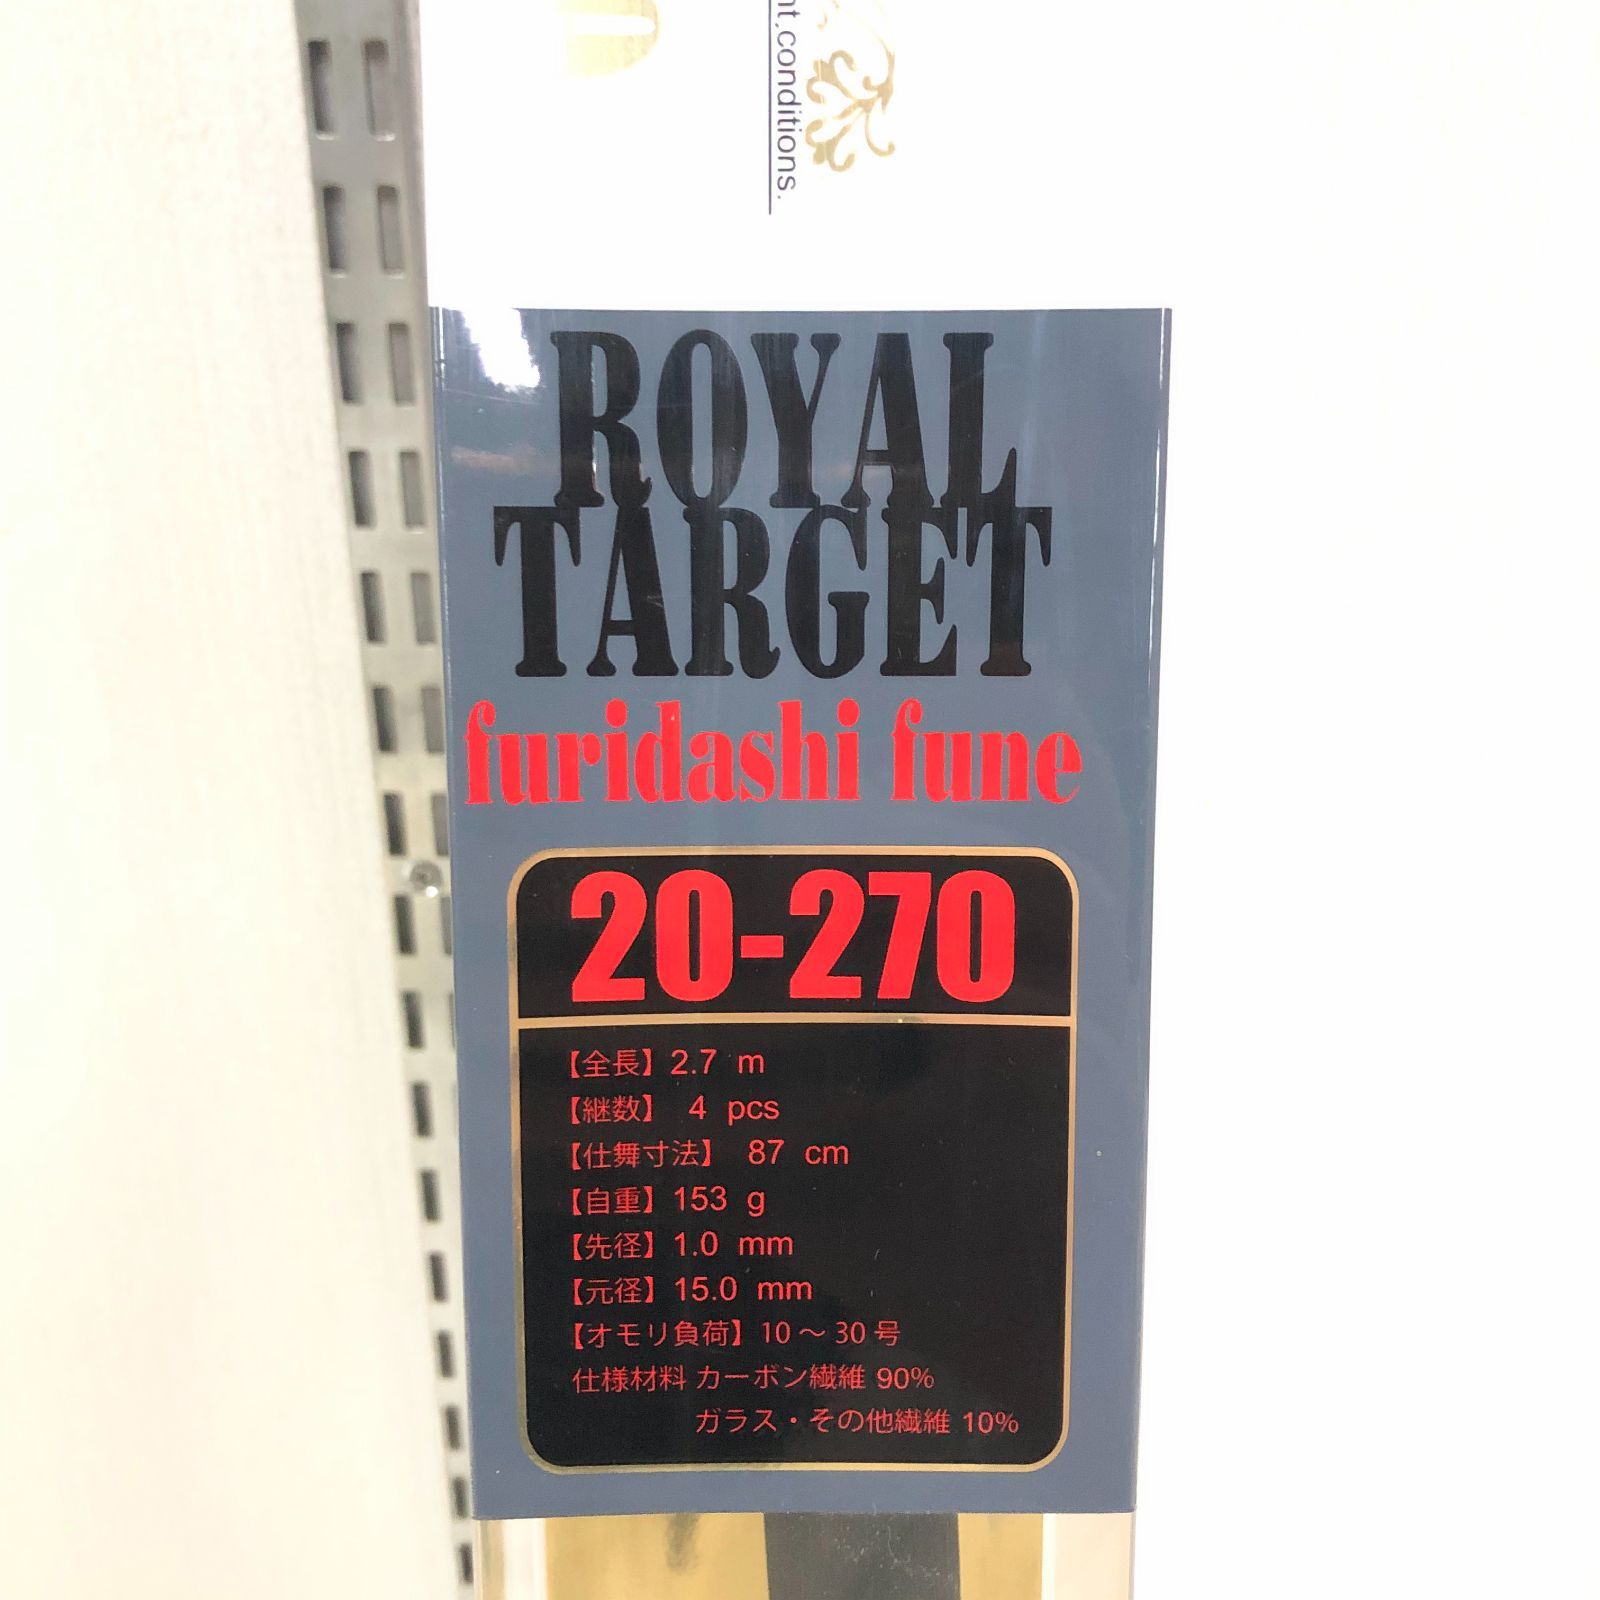 conditions.
ROYAL
TARGET
furidashi fune
20-270
【全長】2.7 m
【継数】 4 pcs
【仕舞寸法】 87 cm
【自重】153 g
【先径】1.0 mm
【元径】15.0 mm
【オモリ負荷】10～30号
仕様材料 カーボン繊維 90%
ガラス・その他繊維 10%